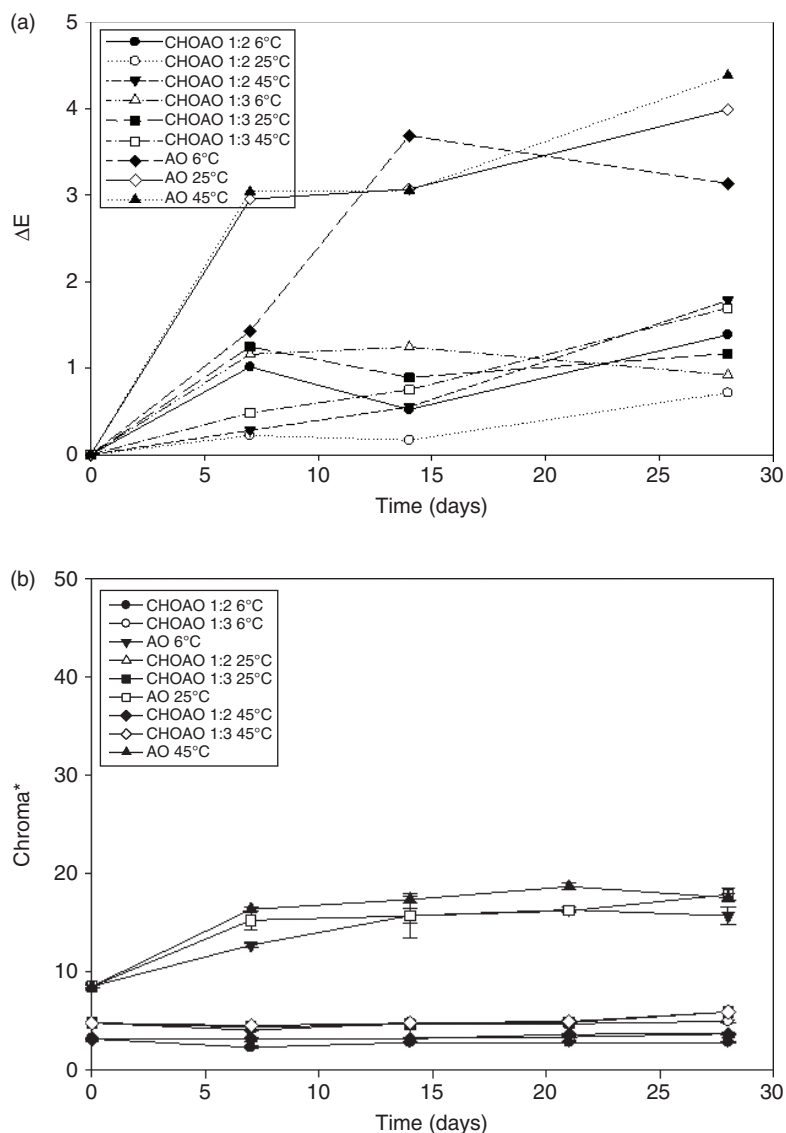 (a)
5
4
3
2
1
0
ΔE
CHOAO 1:2 6°C
CHOAO 1:2 25°C
CHOAO 1:2 45°C
CHOAO 1:3 6°C
CHOAO 1:3 25°C
CHOAO 1:3 45°C
AO 6°C
AO 25°C
AO 45°C
0 5 10 15 20 25 30
Time (days)
(b)
50
40
30
20
10
0
Chroma*
CHOAO 1:2 6°C
CHOAO 1:3 6°C
AO 6°C
CHOAO 1:2 25°C
CHOAO 1:3 25°C
AO 25°C
CHOAO 1:2 45°C
CHOAO 1:3 45°C
AO 45°C
0 5 10 15 20 25 30
Time (days)